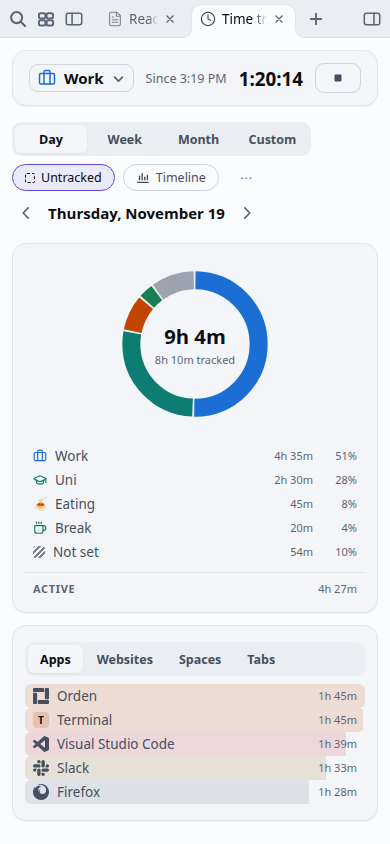 Read
Time tr
Work
Since 3:19 PM
1:20:14
Day Week Month Custom
Untracked Timeline ...
Thursday, November 19
9h 4m
8h 10m tracked
Work 4h 35m 51%
Uni 2h 30m 28%
Eating 45m 8%
Break 20m 4%
Not set 54m 10%
ACTIVE 4h 27m
Apps Websites Spaces Tabs
Orden 1h 45m
T Terminal 1h 45m
Visual Studio Code 1h 39m
Slack 1h 33m
Firefox 1h 28m